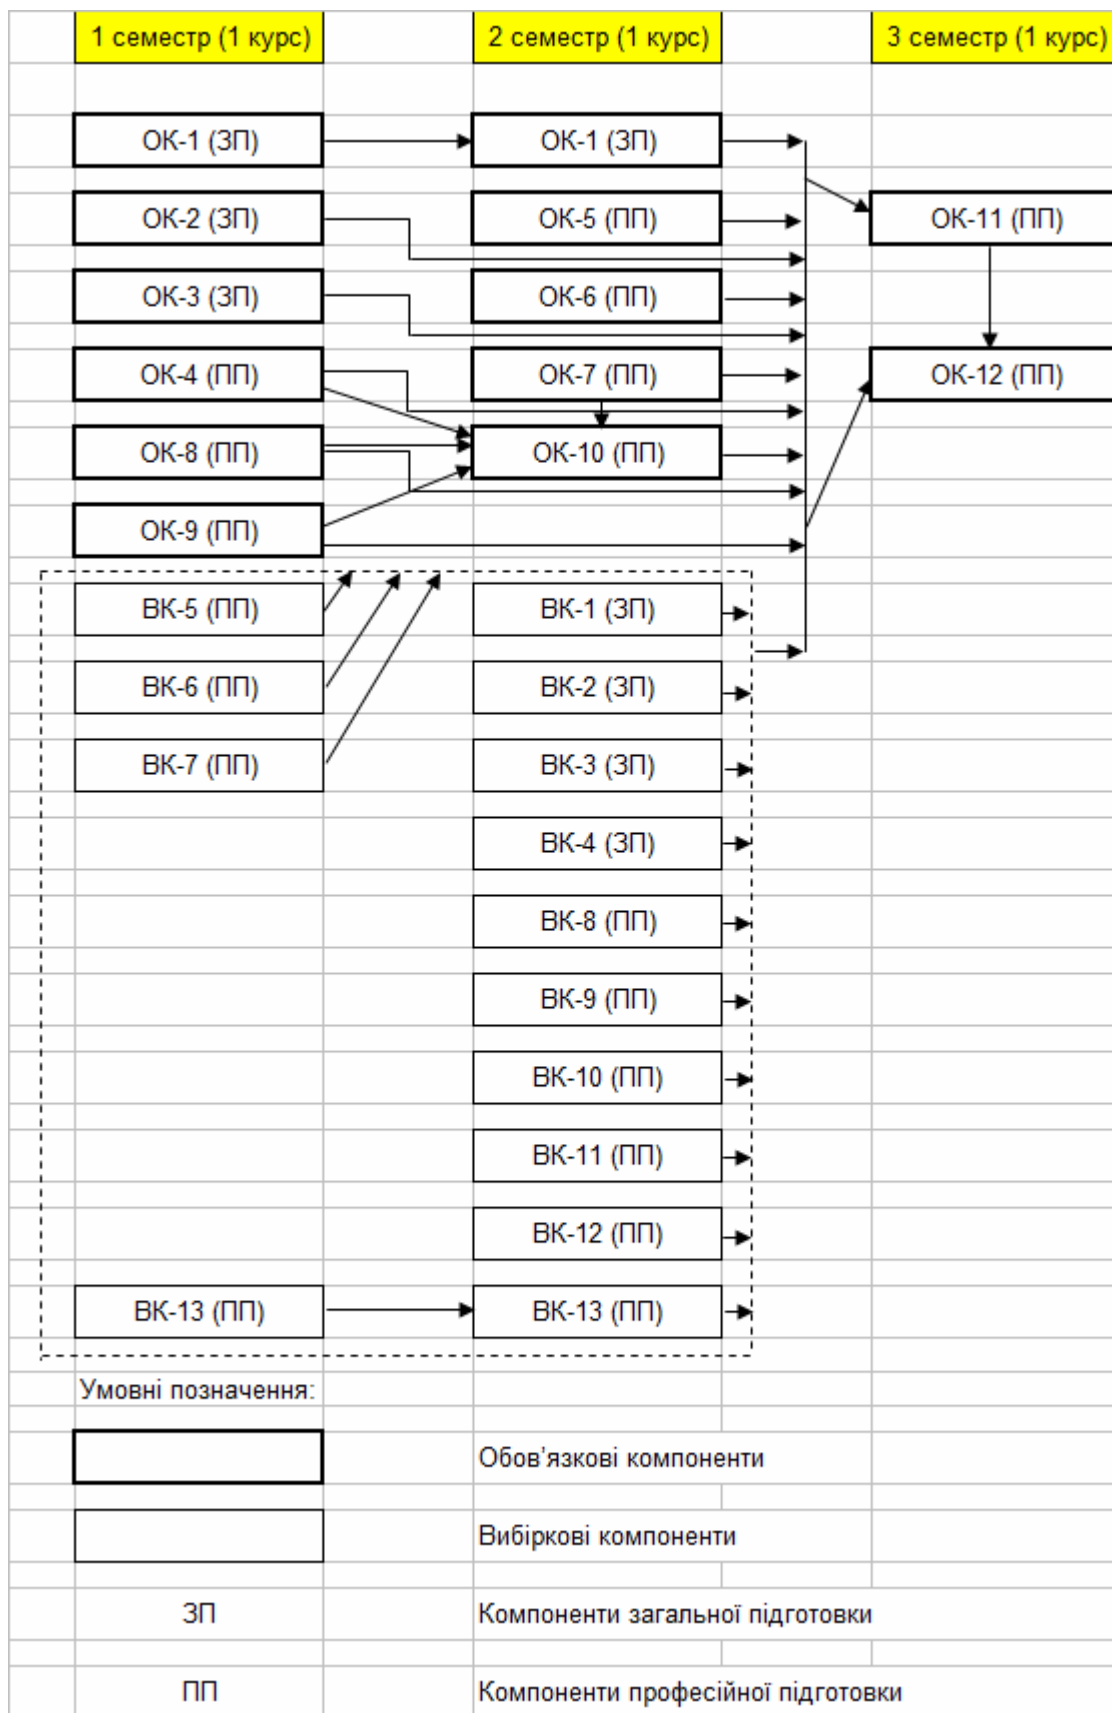 1 семестр (1 курс) 2 семестр (1 курс) 3 семестр (1 курс)
ОК-1 (ЗП) ОК-1 (ЗП)
ОК-2 (ЗП) ОК-5 (ПП) ОК-11 (ПП)
ОК-3 (ЗП) ОК-6 (ПП)
ОК-4 (ПП) ОК-7 (ПП) ОК-12 (ПП)
ОК-8 (ПП) ОК-10 (ПП)
ОК-9 (ПП)
ВК-5 (ПП) ВК-1 (ЗП)
ВК-6 (ПП) ВК-2 (ЗП)
ВК-7 (ПП) ВК-3 (ЗП)
ВК-4 (ЗП)
ВК-8 (ПП)
ВК-9 (ПП)
ВК-10 (ПП)
ВК-11 (ПП)
ВК-12 (ПП)
ВК-13 (ПП) ВК-13 (ПП)
Умовні позначення:
Обов'язкові компоненти
Вибіркові компоненти
ЗП Компоненти загальної підготовки
ПП Компоненти професійної підготовки